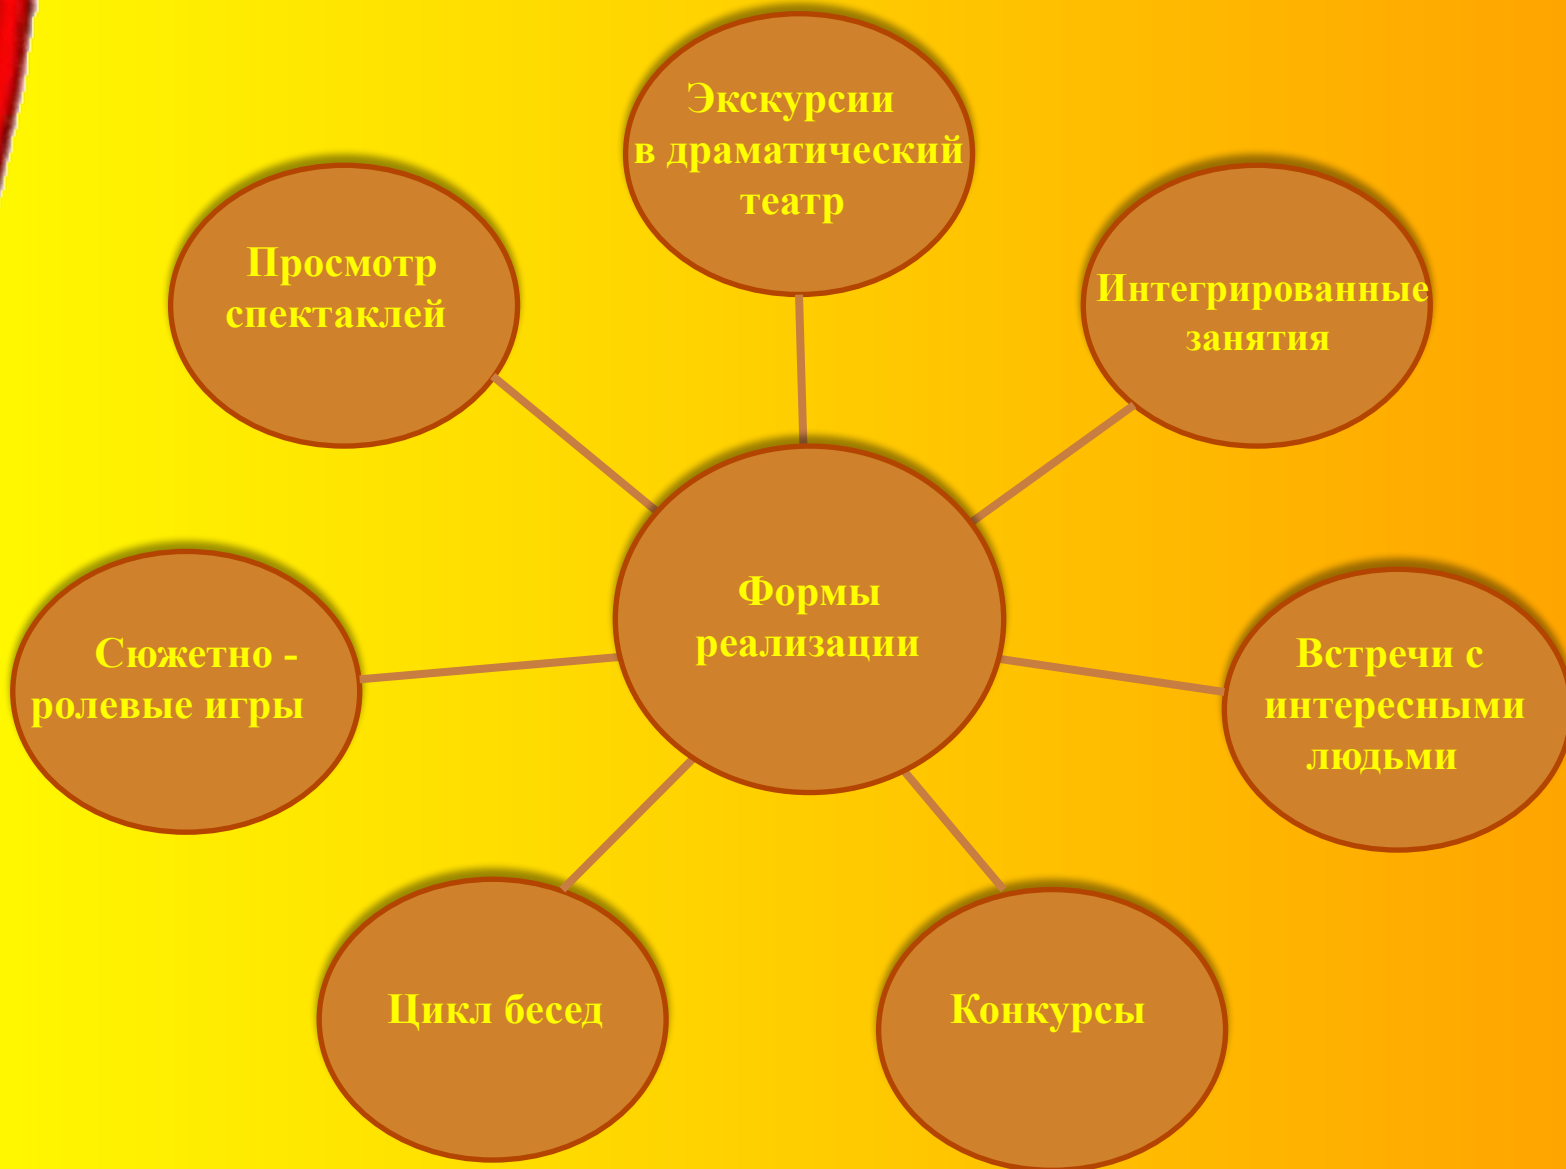 Экскурсии
в драматический
театр
Просмотр
спектаклей
Интегрированные
занятия
Формы
реализации
Сюжетно -
ролевые игры
Встречи с
интересными
людьми
Цикл бесед
Конкурсы